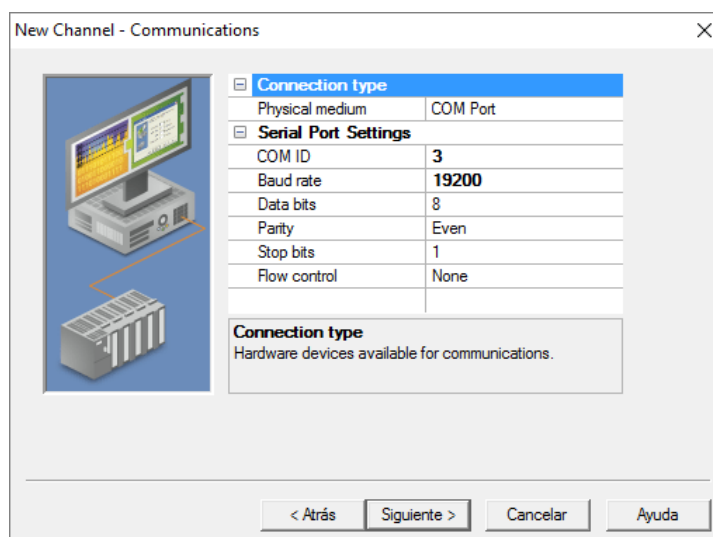 New Channel - Communications
Connection type
Physical medium COM Port
Serial Port Settings
COM ID 3
Baud rate 19200
Data bits 8
Parity Even
Stop bits 1
Flow control None
Connection type
Hardware devices available for communications.
< Atrás Siguiente > Cancelar Ayuda